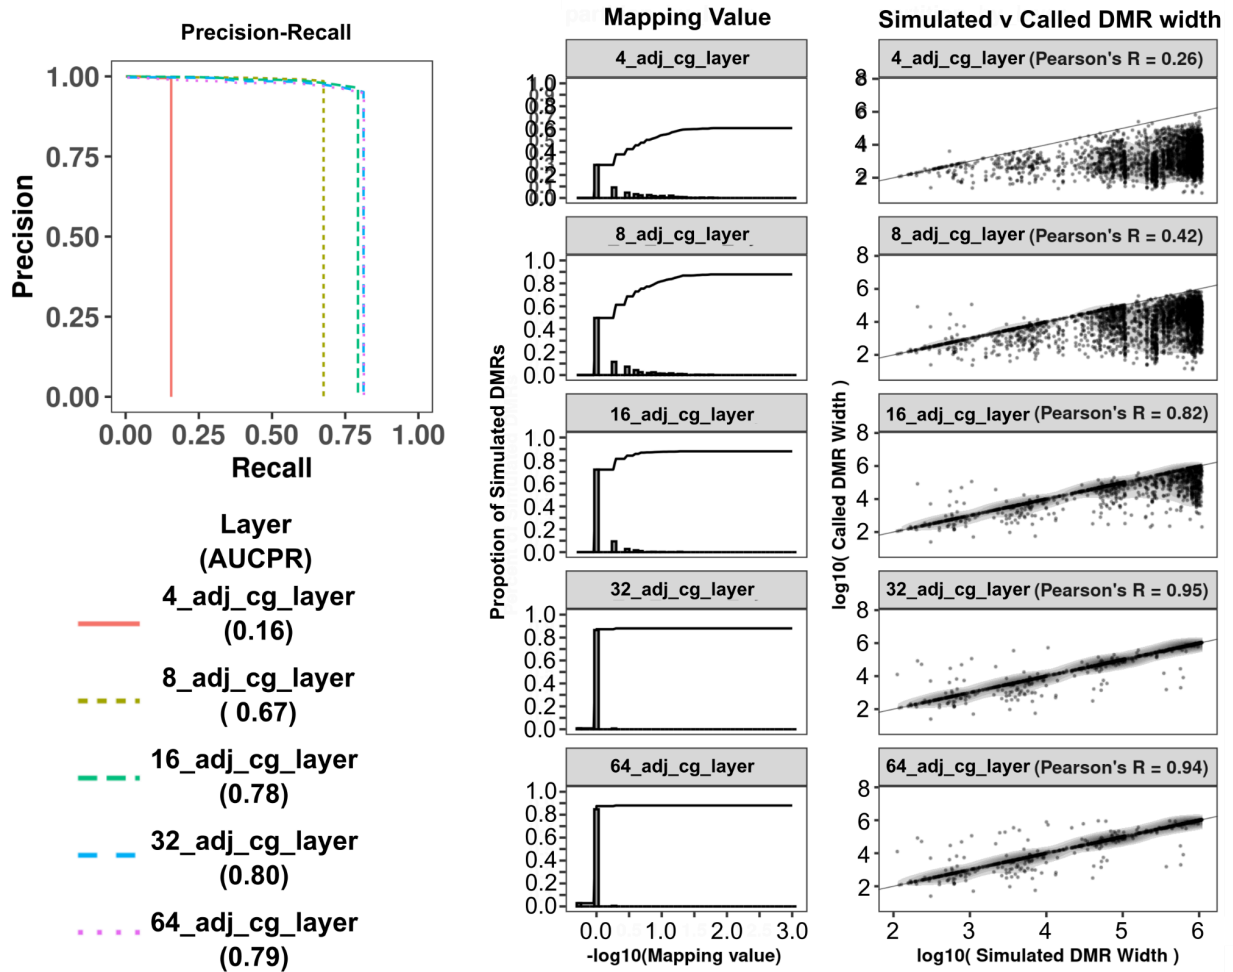 Precision-Recall
1.00
0.75
0.50
0.25
0.00
Precision
0.00 0.25 0.50 0.75 1.00
Recall
Layer
(AUCPR)
4_adj_cg_layer
(0.16)
8_adj_cg_layer
( 0.67)
16_adj_cg_layer
(0.78)
32_adj_cg_layer
(0.80)
64_adj_cg_layer
(0.79)
Mapping Value
Propotion of Simulated DMRs
4_adj_cg_layer
1.0
0.8
0.6
0.4
0.2
0.0
8_adj_cg_layer
1.0
0.8
0.6
0.4
0.2
0.0
16_adj_cg_layer
1.0
0.8
0.6
0.4
0.2
0.0
32_adj_cg_layer
1.0
0.8
0.6
0.4
0.2
0.0
64_adj_cg_layer
1.0
0.8
0.6
0.4
0.2
0.0
0.0 1.0 2.0 3.0
-log10(Mapping value)
Simulated v Called DMR width
log10( Called DMR Width )
4_adj_cg_layer (Pearson's R = 0.26)
8
6
4
2
8_adj_cg_layer (Pearson's R = 0.42)
8
6
4
2
16_adj_cg_layer (Pearson's R = 0.82)
8
6
4
2
32_adj_cg_layer (Pearson's R = 0.95)
8
6
4
2
64_adj_cg_layer (Pearson's R = 0.94)
8
6
4
2
2 3 4 5 6
log10( Simulated DMR Width )